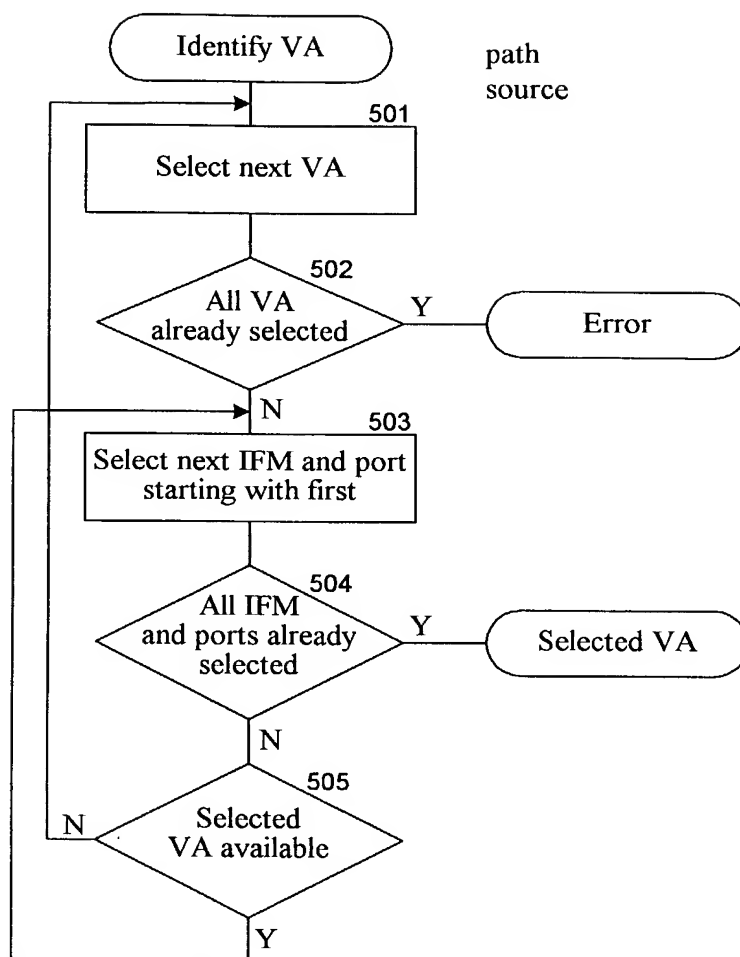 Identify VA
path
source
501
Select next VA
502
All VA
already selected
Y
Error
N
503
Select next IFM and port
starting with first
504
All IFM
and ports already
selected
Y
Selected VA
N
505
N
Selected
VA available
Y